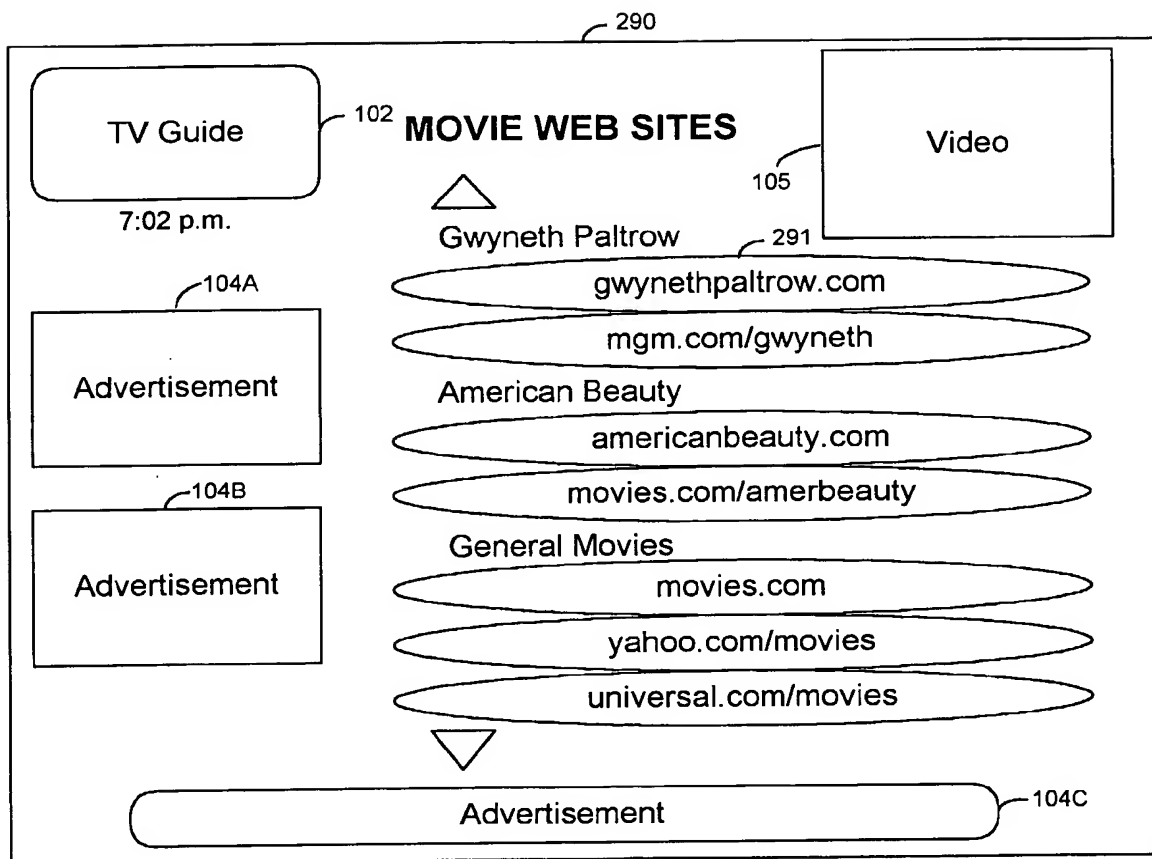 290
TV Guide
102
MOVIE WEB SITES
Video
105
7:02 p.m.
Gwyneth Paltrow
291
gwynethpaltrow.com
mgm.com/gwyneth
104A
Advertisement
American Beauty
americanbeauty.com
movies.com/amerbeauty
104B
Advertisement
General Movies
movies.com
yahoo.com/movies
universal.com/movies
Advertisement
104C